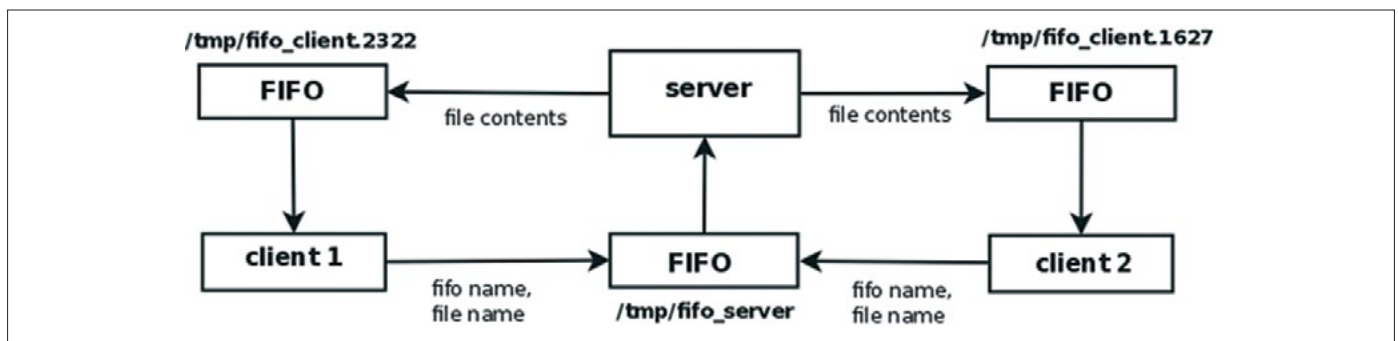 /tmp/fifo_client.2322
/tmp/fifo_client.1627
FIFO
server
FIFO
file contents
file contents
client 1
FIFO
client 2
fifo name,
file name
/tmp/fifo_server
fifo name,
file name